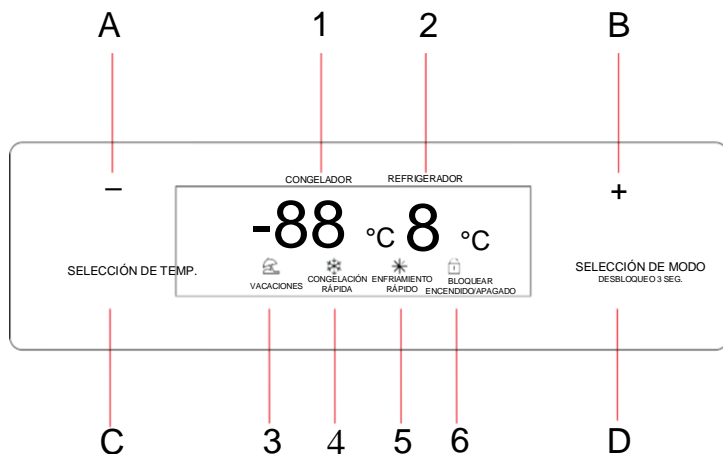 A 1 2 B
CONGELADOR REFRIGERADOR
– +
-88 °C 8 °C
SELECCIÓN DE TEMP. SELECCIÓN DE MODO
DESBLOQUEO 3 SEG.
VACACIONES CONGELACIÓN ENFRIAMIENTO BLOQUEAR
RÁPIDA RÁPIDO ENCENDIDO/APAGADO
C 3 4 5 6 D